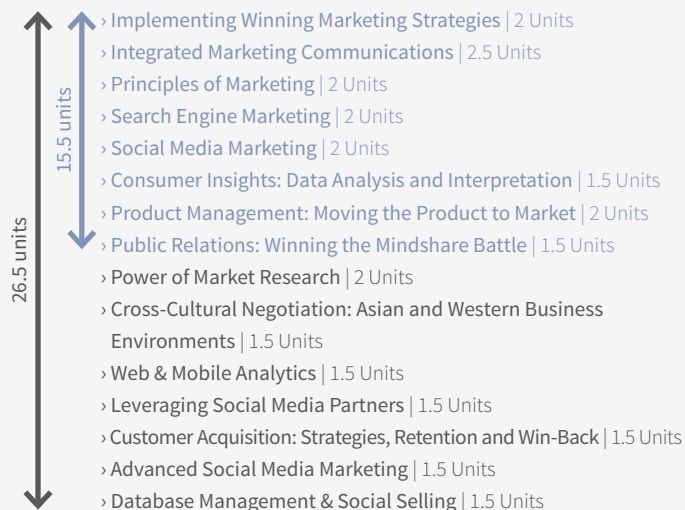 › Implementing Winning Marketing Strategies | 2 Units
› Integrated Marketing Communications | 2.5 Units
› Principles of Marketing | 2 Units
› Search Engine Marketing | 2 Units
› Social Media Marketing | 2 Units
› Consumer Insights: Data Analysis and Interpretation | 1.5 Units
› Product Management: Moving the Product to Market | 2 Units
› Public Relations: Winning the Mindshare Battle | 1.5 Units
› Power of Market Research | 2 Units
› Cross-Cultural Negotiation: Asian and Western Business
Environments | 1.5 Units
› Web & Mobile Analytics | 1.5 Units
› Leveraging Social Media Partners | 1.5 Units
› Customer Acquisition: Strategies, Retention and Win-Back | 1.5 Units
› Advanced Social Media Marketing | 1.5 Units
› Database Management & Social Selling | 1.5 Units
15.5 units
26.5 units